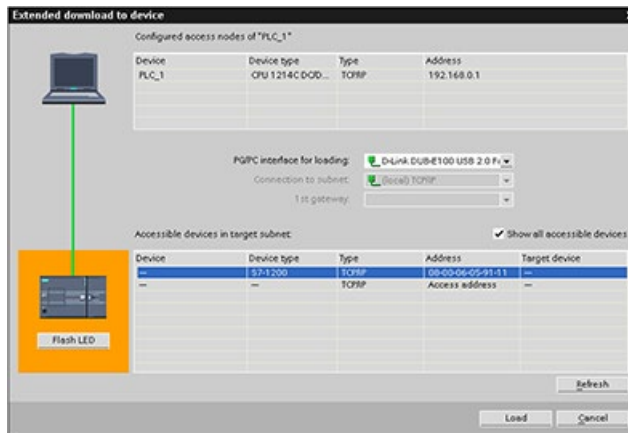 Extended download to device
Configured access nodes of "PLC_1"
Device Device type Type Address
PLC_1 CPU 1214C DC/D... TCP/IP 192.168.0.1
PG/PC interface for loading: D-Link DUB-E100 USB 2.0 Fa
Connection to subnet: (local) TCP/IP
1st gateway:
Accessible devices in target subnet: Show all accessible devices
Device Device type Type Address Target device
— S7-1200 TCP/IP 08-00-06-05-91-11 —
— — TCP/IP Access address —
Flash LED
Refresh
Load Cancel